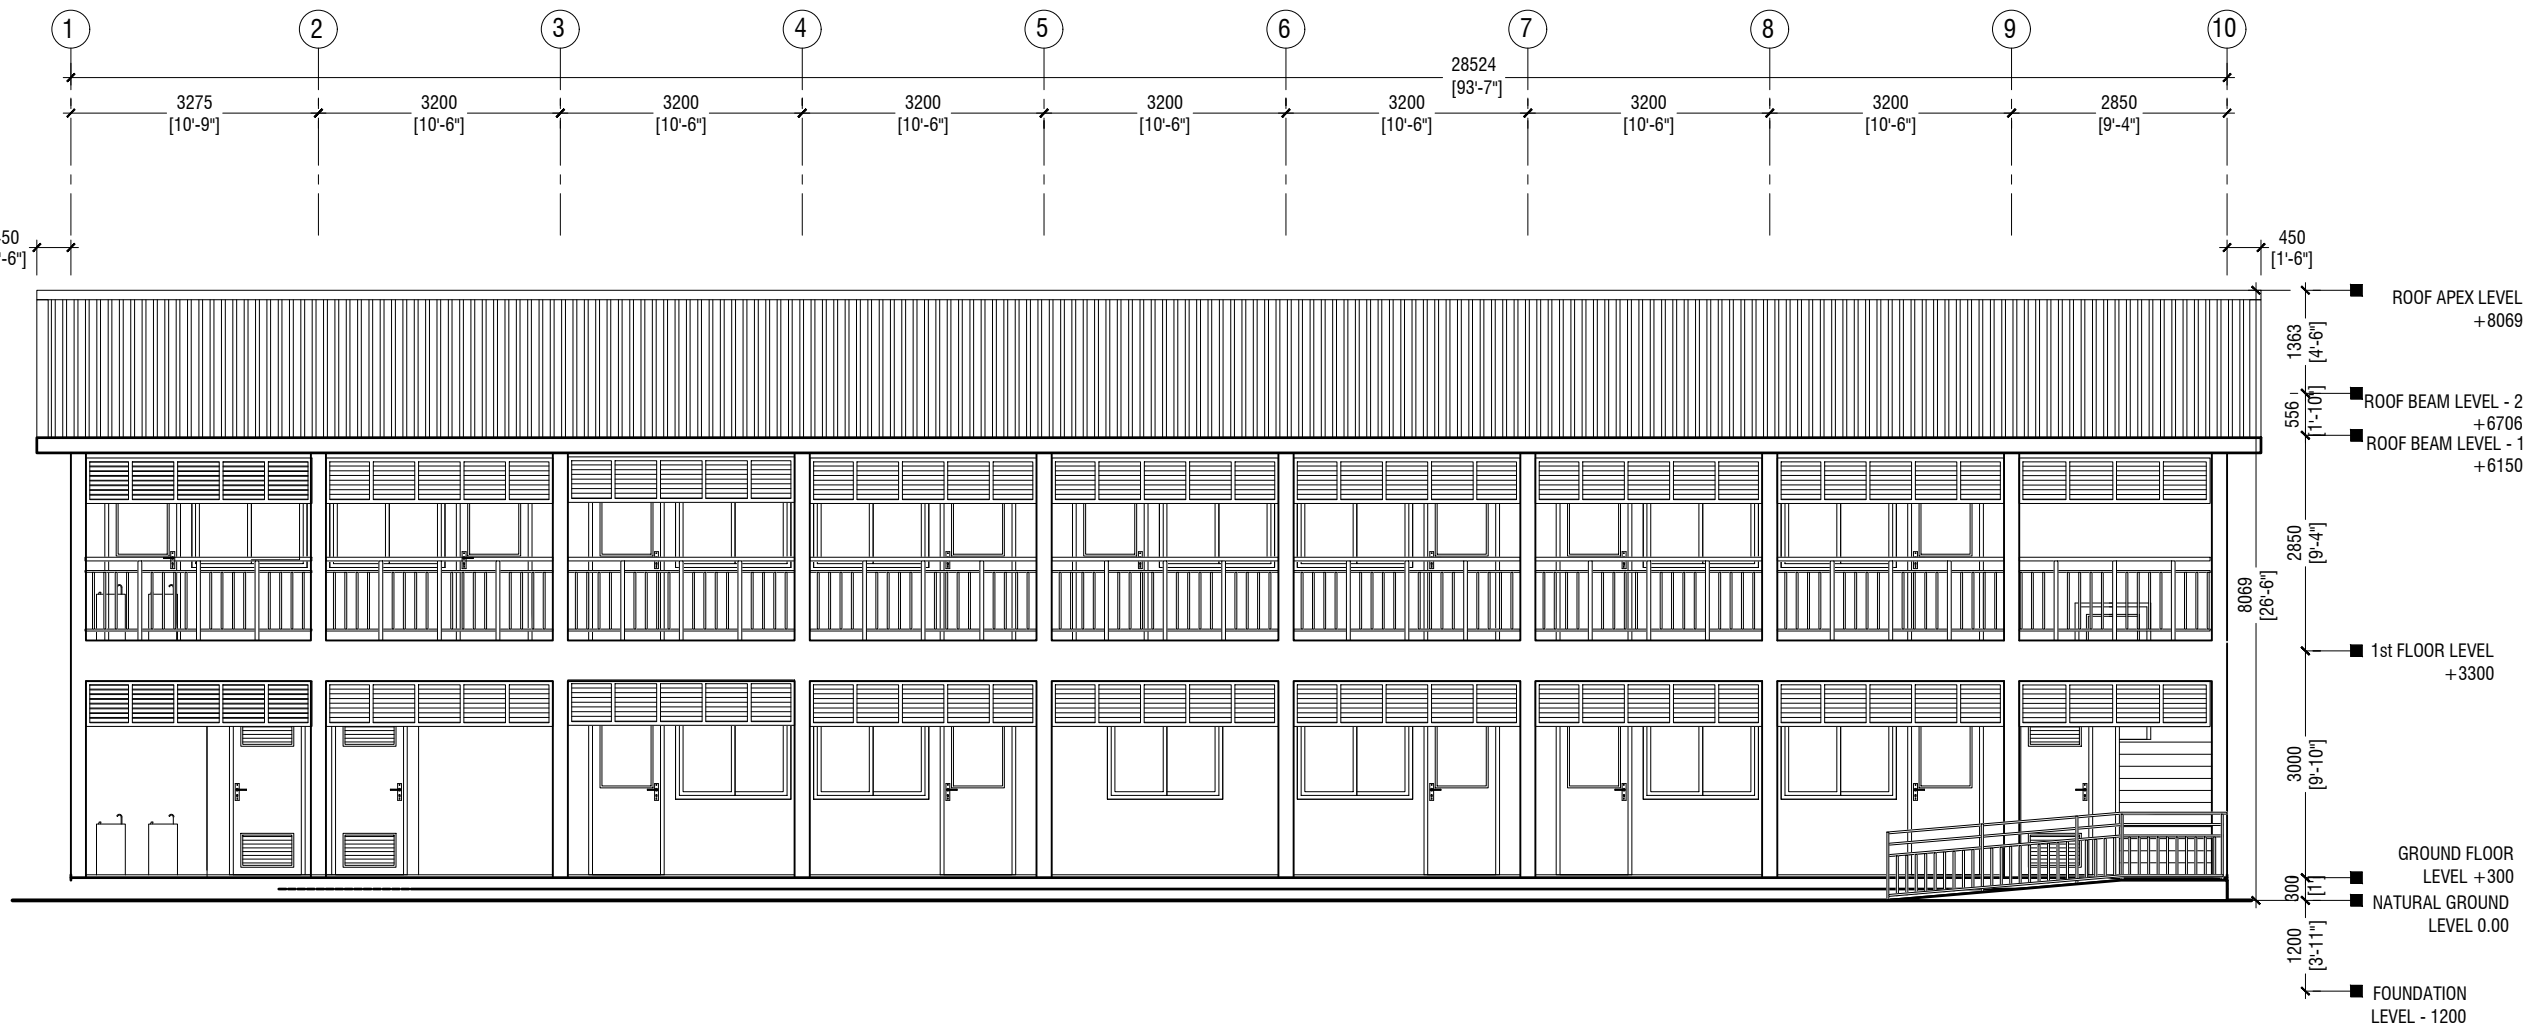 1 2 3 4 5 6 7 8 9 10
28524
[93'-7"]
3275 3200 3200 3200 3200 3200 3200 3200 2850
[10'-9"] [10'-6"] [10'-6"] [10'-6"] [10'-6"] [10'-6"] [10'-6"] [10'-6"] [9'-4"]
50 450
'-6"] [1'-6"]
ROOF APEX LEVEL
+8069
1363
[4'-6"]
ROOF BEAM LEVEL - 2
+6706
556
[1'-10"]
ROOF BEAM LEVEL - 1
+6150
2850
[9'-4"]
8069
[26'-6"]
1st FLOOR LEVEL
+3300
3000
[9'-10"]
GROUND FLOOR
LEVEL +300
300
[1']
NATURAL GROUND
LEVEL 0.00
1200
[3'-11"]
FOUNDATION
LEVEL - 1200